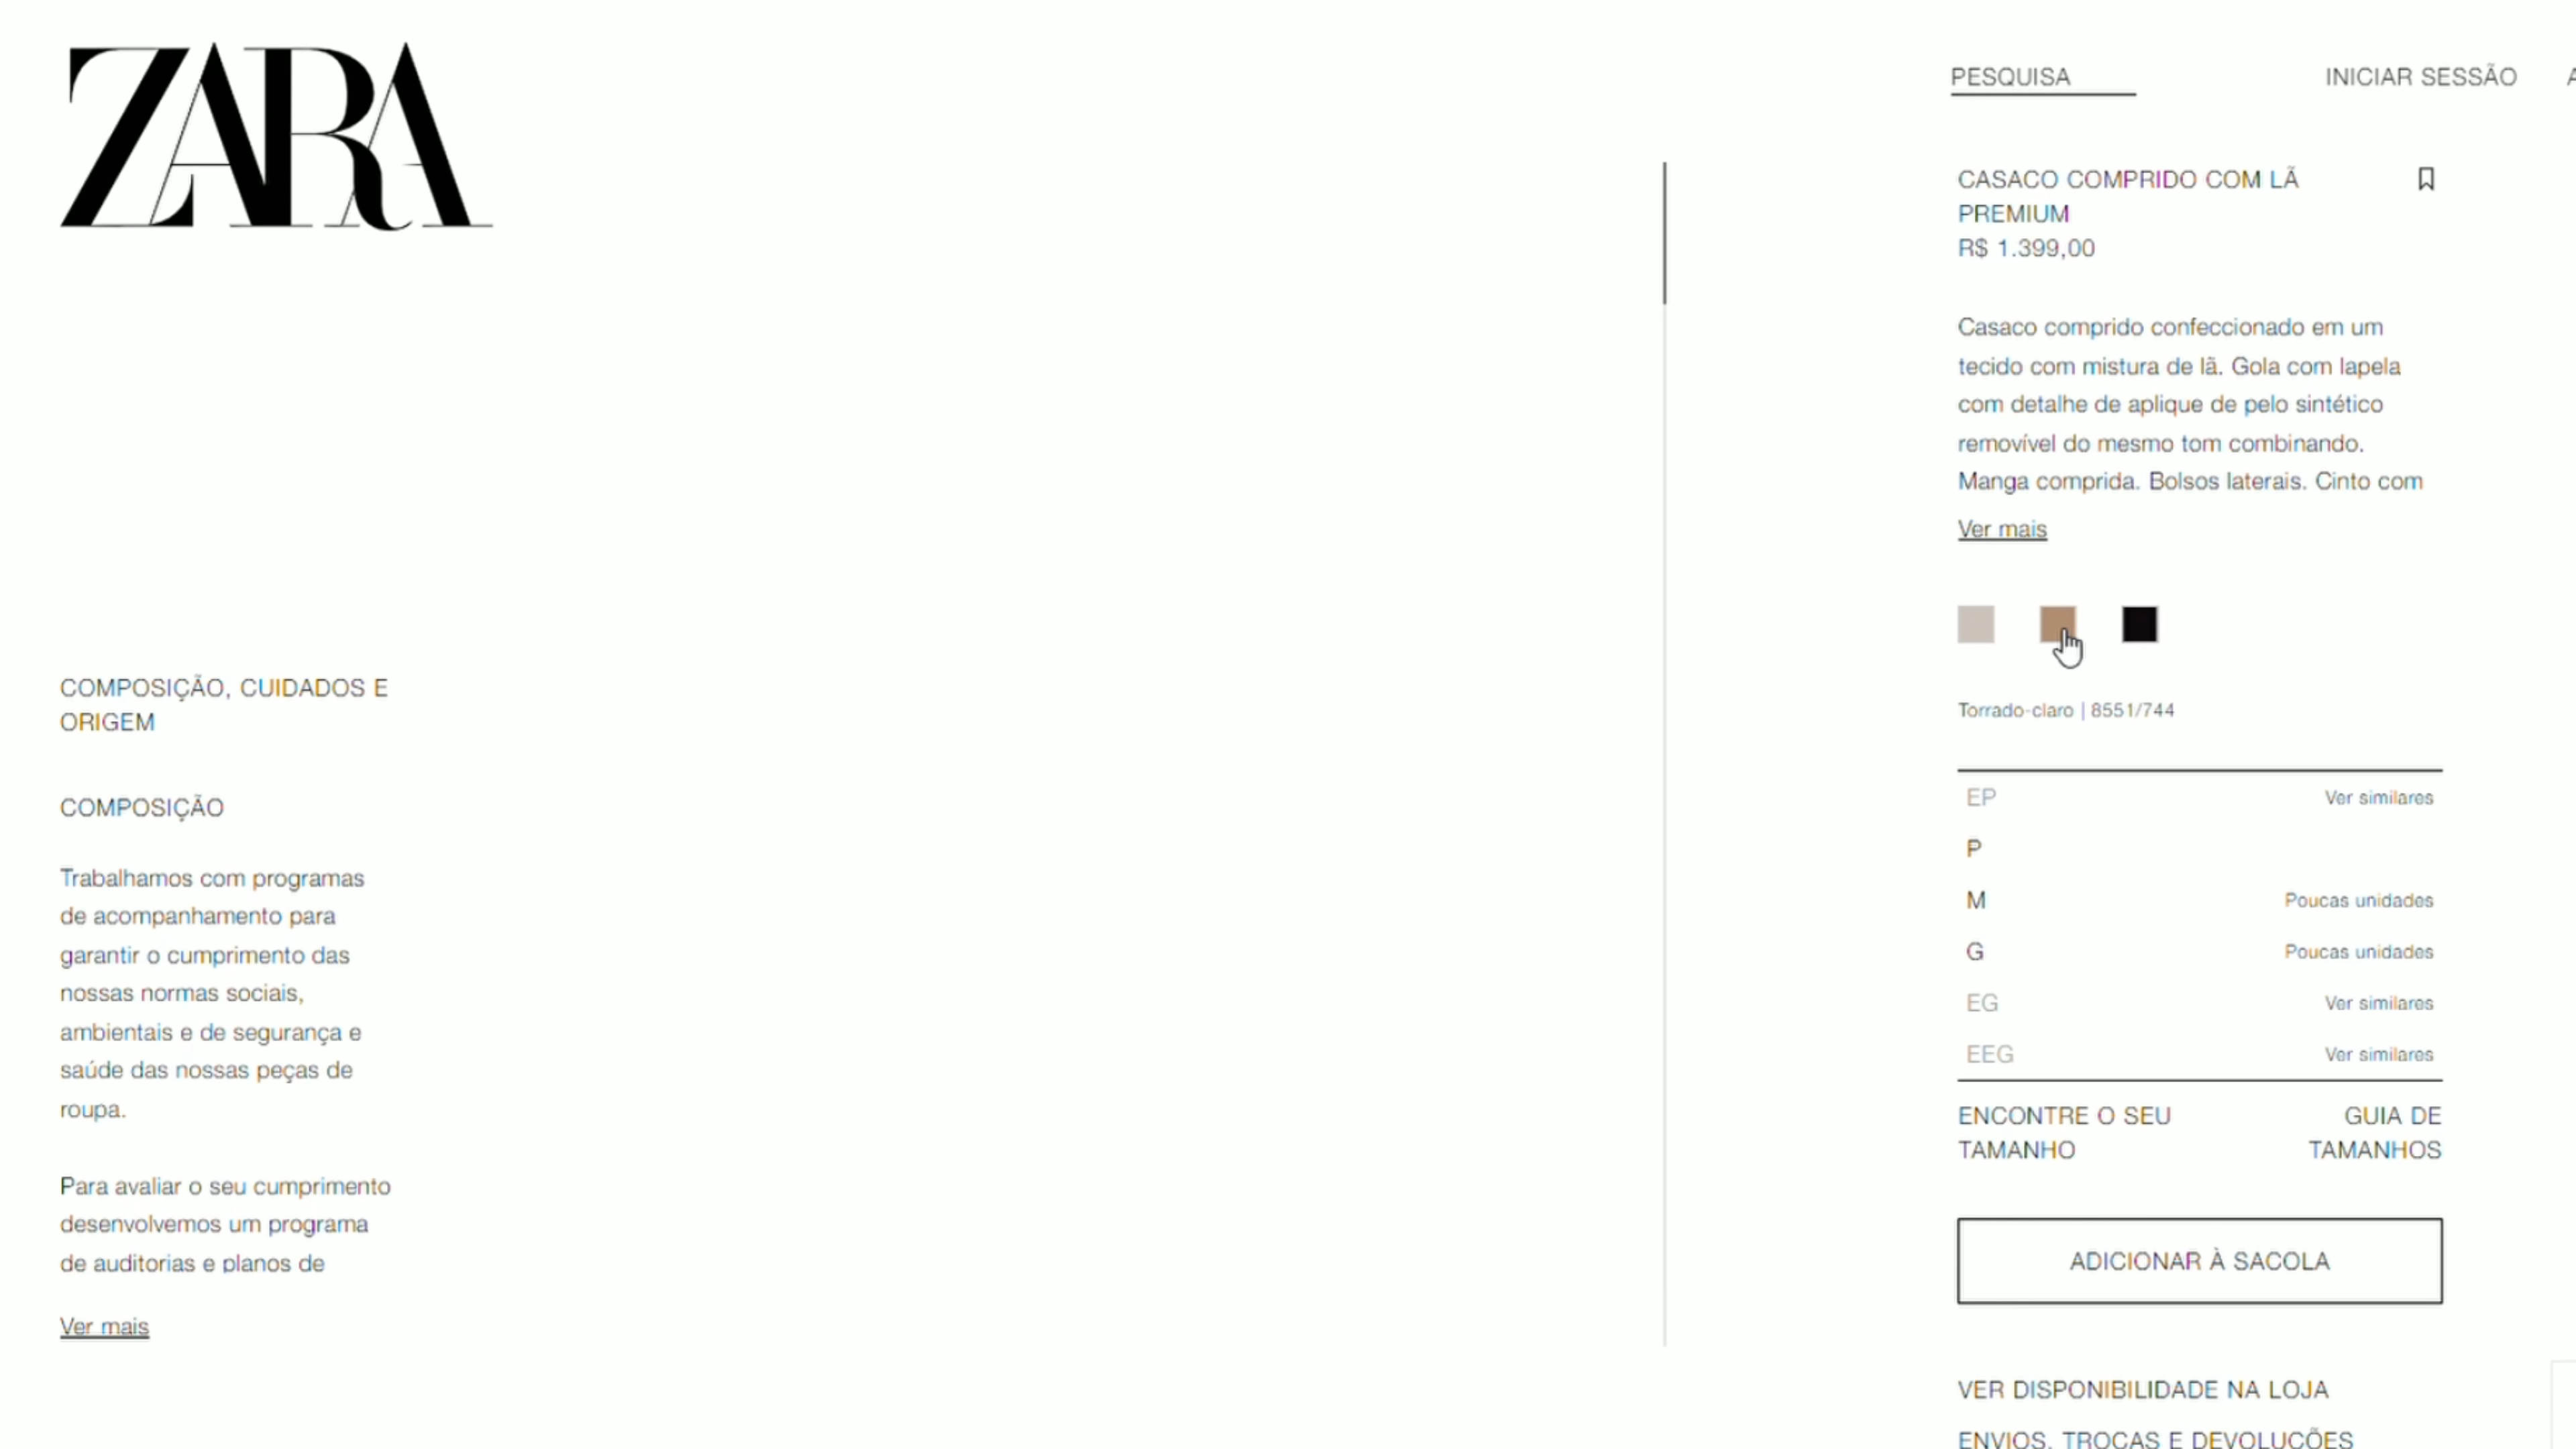 ZARA
PESQUISA
INICIAR SESSÃO
CASACO COMPRIDO COM LÃ
PREMIUM
R$ 1.399,00
Casaco comprido confeccionado em um
tecido com mistura de lã. Gola com lapela
com detalhe de aplique de pelo sintético
removível do mesmo tom combinando.
Manga comprida. Bolsos laterais. Cinto com
Ver mais
Torrado-claro | 8551/744
EP Ver similares
P
M Poucas unidades
G Poucas unidades
EG Ver similares
EEG Ver similares
ENCONTRE O SEU
TAMANHO
GUIA DE
TAMANHOS
ADICIONAR À SACOLA
VER DISPONIBILIDADE NA LOJA
ENVIOS, TROCAS E DEVOLUÇÕES
COMPOSIÇÃO, CUIDADOS E
ORIGEM
COMPOSIÇÃO
Trabalhamos com programas
de acompanhamento para
garantir o cumprimento das
nossas normas sociais,
ambientais e de segurança e
saúde das nossas peças de
roupa.
Para avaliar o seu cumprimento
desenvolvemos um programa
de auditorias e planos de
Ver mais